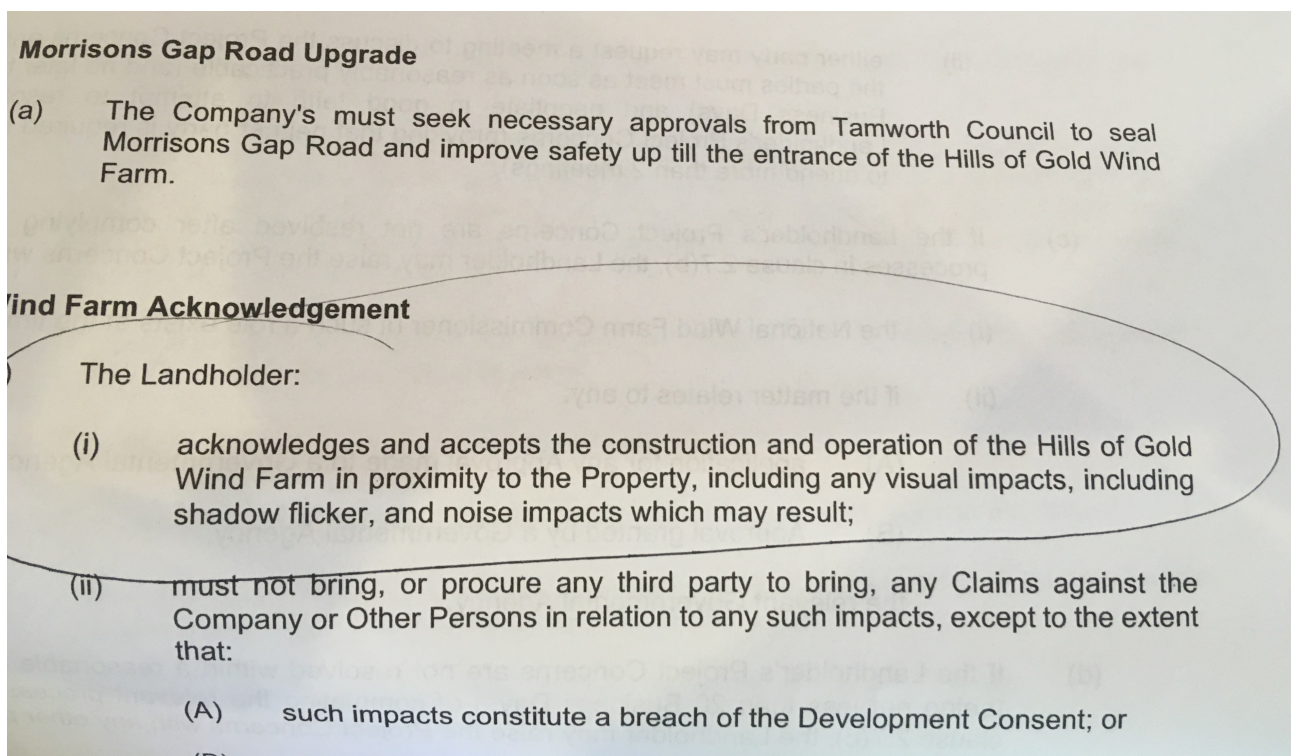 Morrisons Gap Road Upgrade
(a) The Company's must seek necessary approvals from Tamworth Council to seal
Morrisons Gap Road and improve safety up till the entrance of the Hills of Gold Wind
Farm.
ind Farm Acknowledgement
) The Landholder:
(i) acknowledges and accepts the construction and operation of the Hills of Gold
Wind Farm in proximity to the Property, including any visual impacts, including
shadow flicker, and noise impacts which may result;
(ii) must not bring, or procure any third party to bring, any Claims against the
Company or Other Persons in relation to any such impacts, except to the extent
that:
(A) such impacts constitute a breach of the Development Consent; or